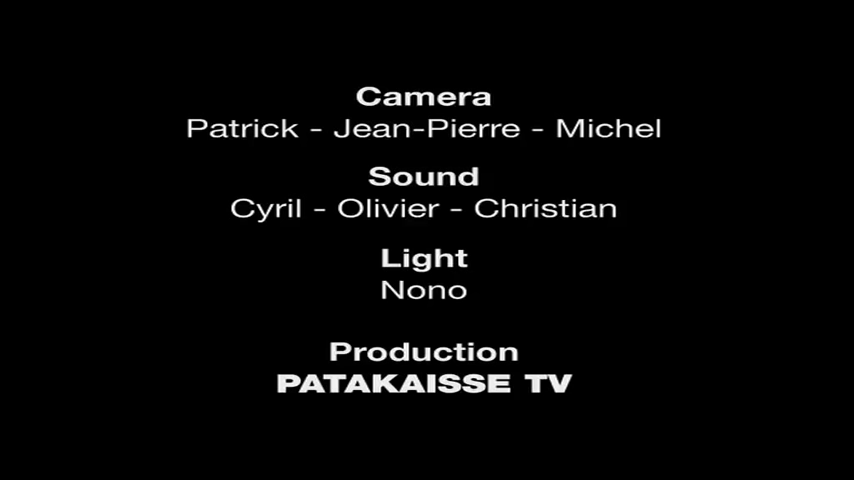 Camera
Patrick - Jean-Pierre - Michel
Sound
Cyril - Olivier - Christian
Light
Nono
Production
PATAKAISSE TV